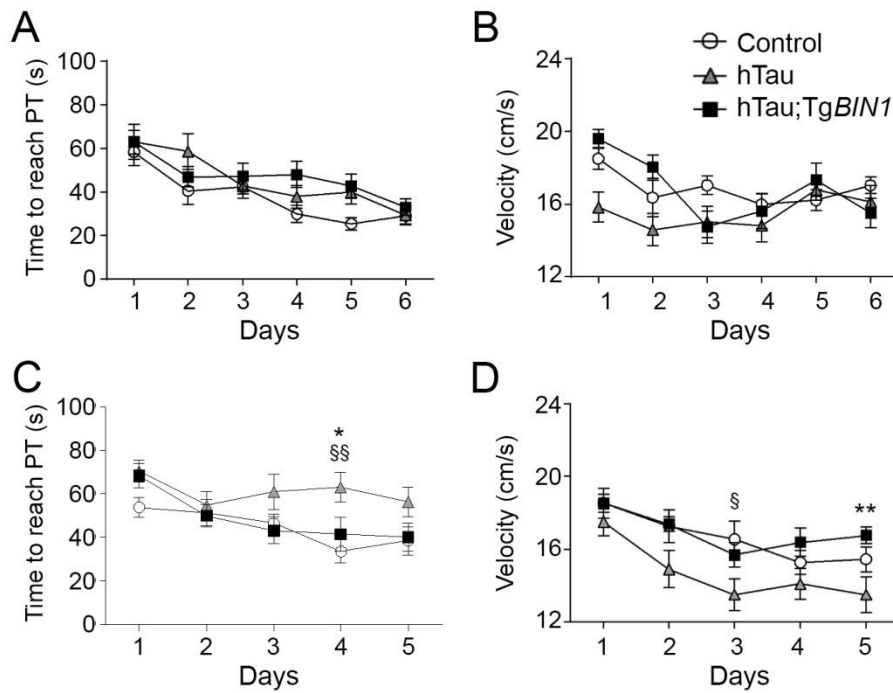 A
Time to reach PT (s)
100
80
60
40
20
0
1 2 3 4 5 6
Days
B
Velocity (cm/s)
24
20
16
12
1 2 3 4 5 6
Days
Control
hTau
hTau;TgBIN1
C
Time to reach PT (s)
100
80
60
40
20
0
*
§§
1 2 3 4 5
Days
D
Velocity (cm/s)
24
20
16
12
§
**
1 2 3 4 5
Days